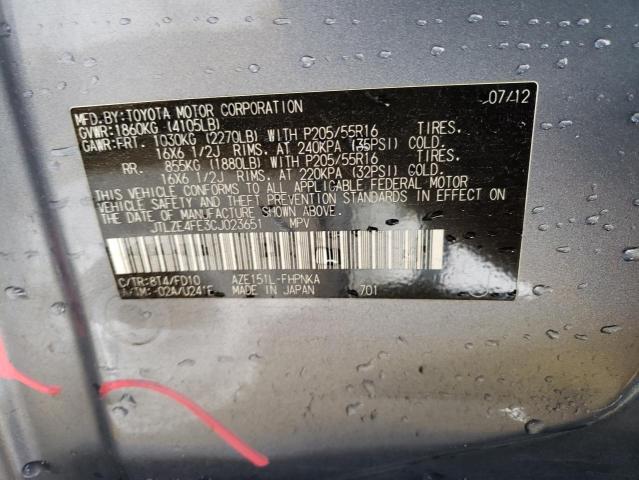 MFD.BY:TOYOTA MOTOR CORPORATION 07/12
GVWR:1860KG (4105LB)
GAWR:FRT. 1030KG (2270LB) WITH P205/55R16 TIRES.
16X6 1/2J RIMS. AT 240KPA (35PSI) COLD.
RR. 855KG (1880LB) WITH P205/55R16 TIRES.
16X6 1/2J RIMS. AT 220KPA (32PSI) COLD.
THIS VEHICLE CONFORMS TO ALL APPLICABLE FEDERAL MOTOR
VEHICLE SAFETY AND THEFT PREVENTION STANDARDS IN EFFECT ON
THE DATE OF MANUFACTURE SHOWN ABOVE.
JTLZE4FE3CJ023651 MPV
C/TR:8T4/FD10 AZE151L-FHPNKA
A/TM:-02A/U241E MADE IN JAPAN 701